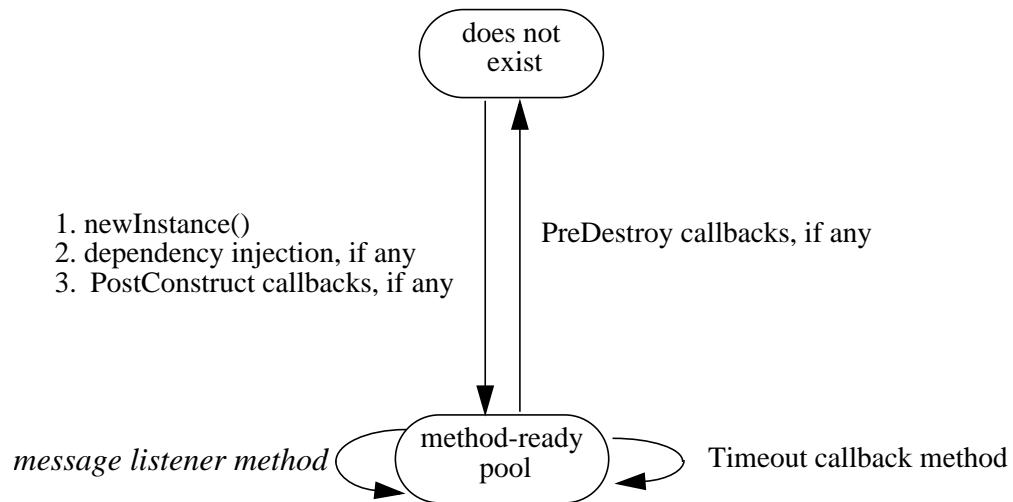 does not
exist
1. newInstance()
2. dependency injection, if any
3. PostConstruct callbacks, if any
PreDestroy callbacks, if any
method-ready
pool
message listener method
Timeout callback method